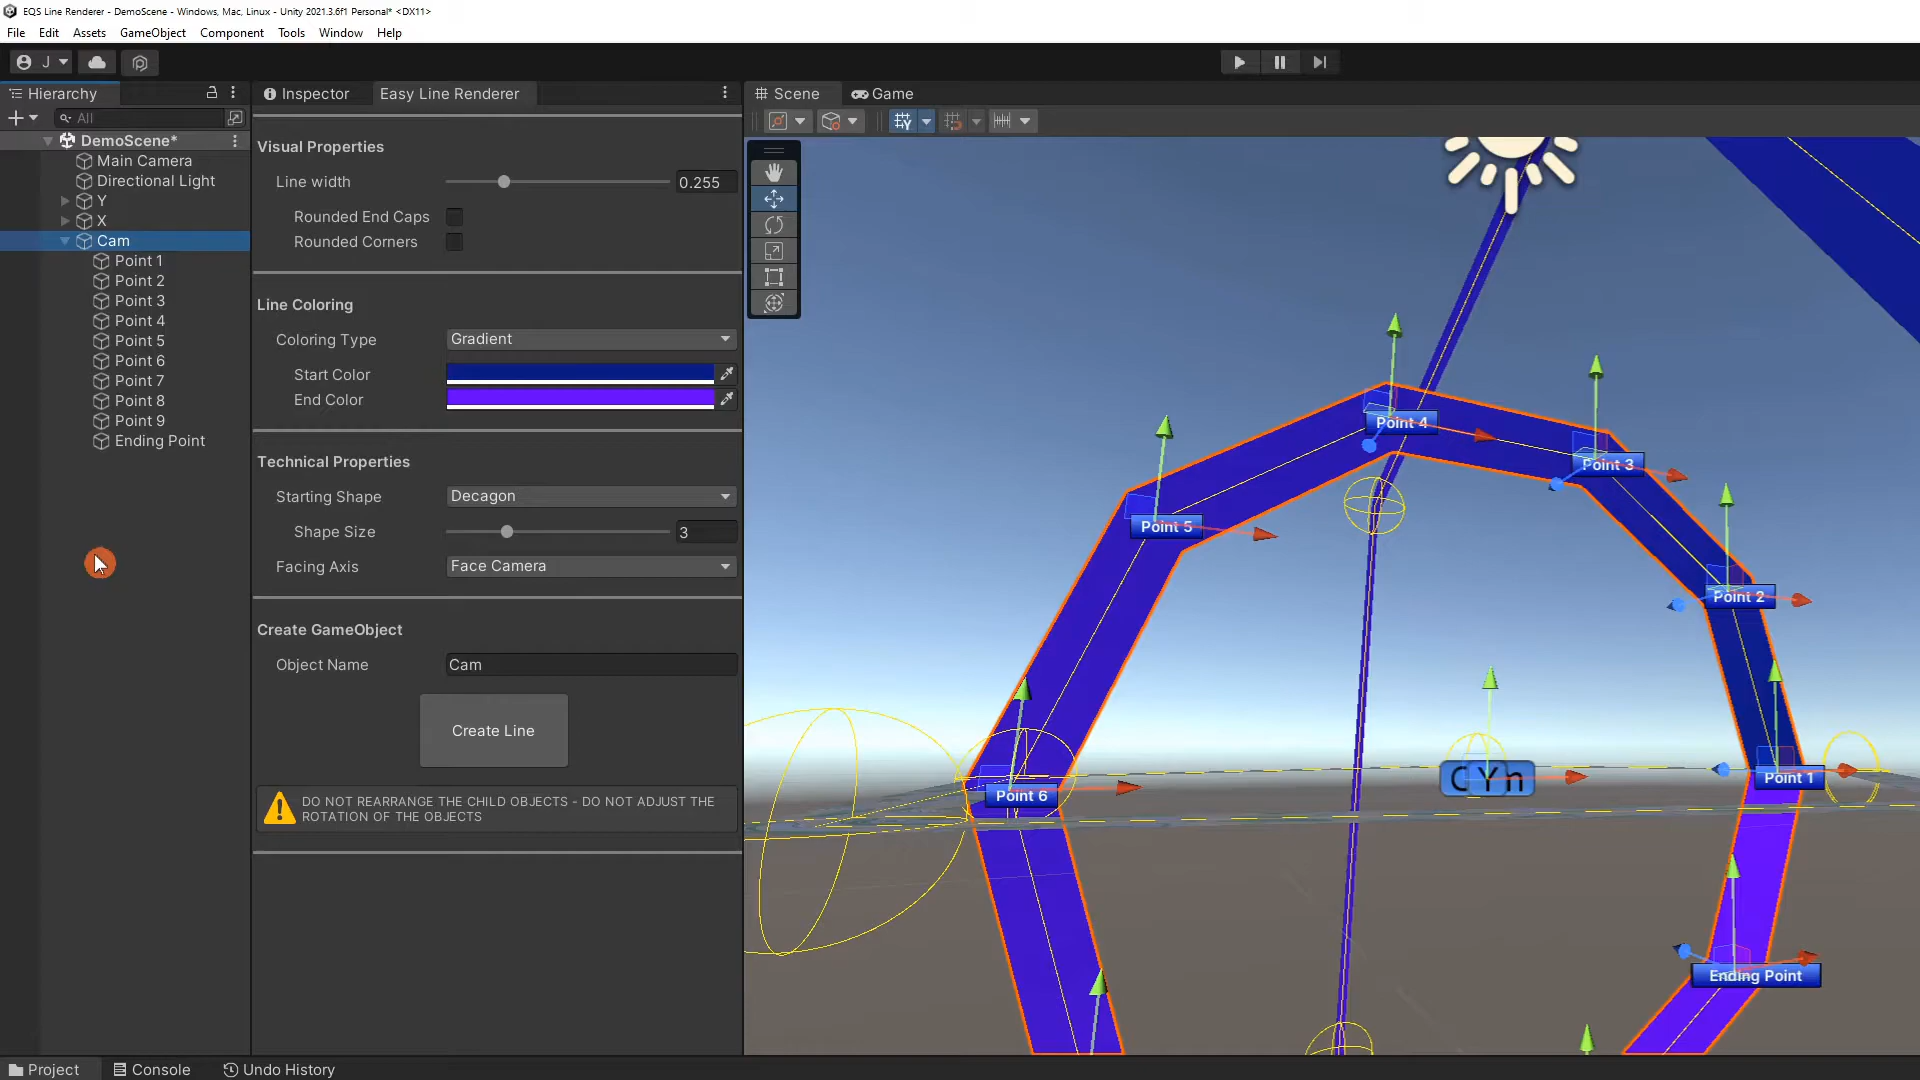 EQS Line Renderer - DemoScene - Windows, Mac, Linux - Unity 2021.3.6f1 Personal* <DX11>
File Edit Assets GameObject Component Tools Window Help
J
Hierarchy
All
DemoScene*
Main Camera
Directional Light
Y
X
Cam
Point 1
Point 2
Point 3
Point 4
Point 5
Point 6
Point 7
Point 8
Point 9
Ending Point
Inspector
Easy Line Renderer
Visual Properties
Line width 0.255
Rounded End Caps
Rounded Corners
Line Coloring
Coloring Type Gradient
Start Color
End Color
Technical Properties
Starting Shape Decagon
Shape Size 3
Facing Axis Face Camera
Create GameObject
Object Name Cam
Create Line
DO NOT REARRANGE THE CHILD OBJECTS - DO NOT ADJUST THE
ROTATION OF THE OBJECTS
Scene
Game
Point 4
Point 3
Point 5
Point 2
Point 1
Point 6
Ending Point
Project
Console
Undo History